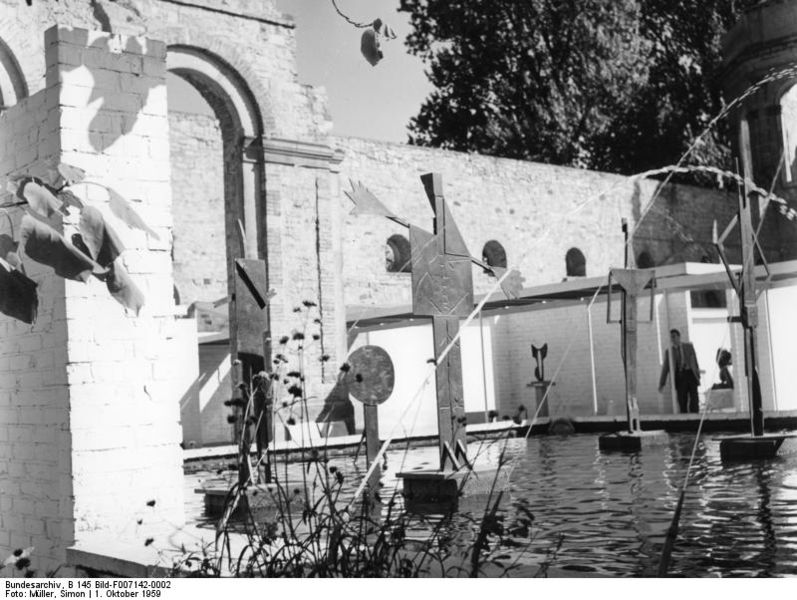 Bundesarchiv, B 145 Bild-F007142-0002
Foto: Müller, Simon | 1. Oktober 1959